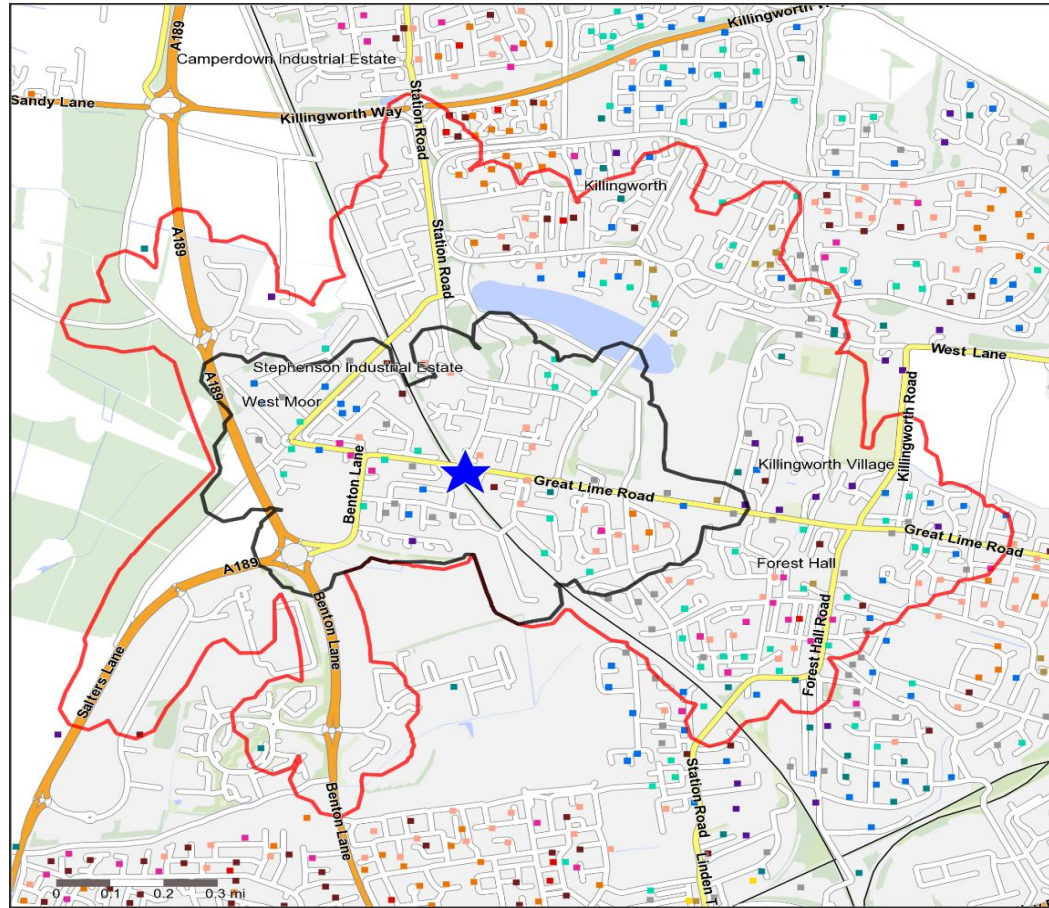 A189
Killingworth Way
Camperdown Industrial Estate
Sandy Lane
Killingworth Way
Station Road
Killingworth
A189
Station Road
West Lane
Stephenson Industrial Estate
A189
West Moor
Killingworth Road
Killingworth Village
Benton Lane
Great Lime Road
Great Lime Road
A189
Forest Hall
Benton Lane
Forest Hall Road
Salters Lane
Station Road
Benton Lane
Linden T
0 0.1 0.2 0.3 mi